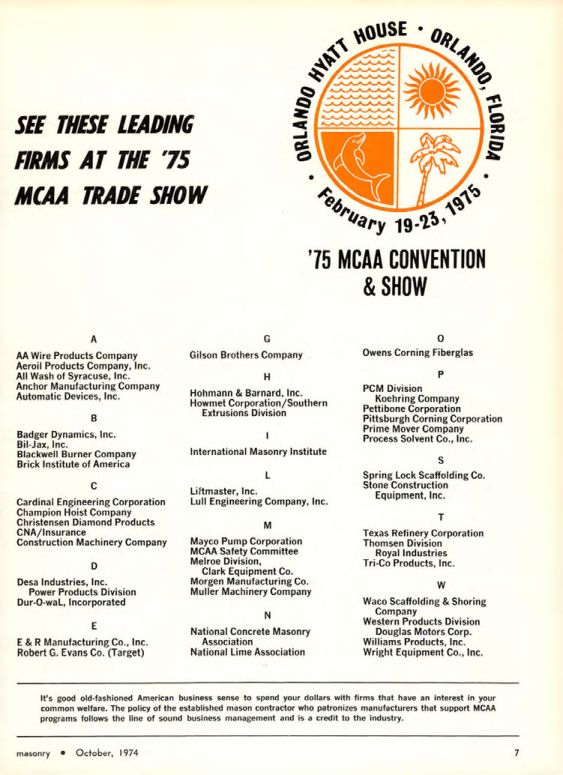 SEE THESE LEADING
FIRMS AT THE '75
MCAA TRADE SHOW
ORLANDO HYATT HOUSE • ORLANDO, FLORIDA
• February 19-23, 1975 •
'75 MCAA CONVENTION
& SHOW
A
AA Wire Products Company
Aeroil Products Company, Inc.
All Wash of Syracuse, Inc.
Anchor Manufacturing Company
Automatic Devices, Inc.
B
Badger Dynamics, Inc.
Bil-Jax, Inc.
Blackwell Burner Company
Brick Institute of America
C
Cardinal Engineering Corporation
Champion Hoist Company
Christensen Diamond Products
CNA/Insurance
Construction Machinery Company
D
Desa Industries, Inc.
Power Products Division
Dur-O-waL, Incorporated
E
E & R Manufacturing Co., Inc.
Robert G. Evans Co. (Target)
G
Gilson Brothers Company
H
Hohmann & Barnard, Inc.
Howmet Corporation/Southern
Extrusions Division
I
International Masonry Institute
L
Liftmaster, Inc.
Lull Engineering Company, Inc.
M
Mayco Pump Corporation
MCAA Safety Committee
Melroe Division,
Clark Equipment Co.
Morgen Manufacturing Co.
Muller Machinery Company
N
National Concrete Masonry
Association
National Lime Association
O
Owens Corning Fiberglas
P
PCM Division
Koehring Company
Pettibone Corporation
Pittsburgh Corning Corporation
Prime Mover Company
Process Solvent Co., Inc.
S
Spring Lock Scaffolding Co.
Stone Construction
Equipment, Inc.
T
Texas Refinery Corporation
Thomsen Division
Royal Industries
Tri-Co Products, Inc.
W
Waco Scaffolding & Shoring
Company
Western Products Division
Douglas Motors Corp.
Williams Products, Inc.
Wright Equipment Co., Inc.
It's good old-fashioned American business sense to spend your dollars with firms that have an interest in your
common welfare. The policy of the established mason contractor who patronizes manufacturers that support MCAA
programs follows the line of sound business management and is a credit to the industry.
masonry • October, 1974
7